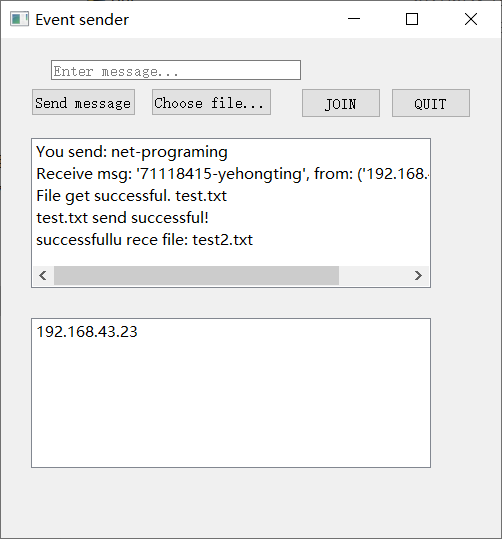 Event sender
Enter message...
Send message Choose file... JOIN QUIT
You send: net-programing
Receive msg: '71118415-yehongting', from: ('192.168.
File get successful. test.txt
test.txt send successful!
successfullu rece file: test2.txt
192.168.43.23